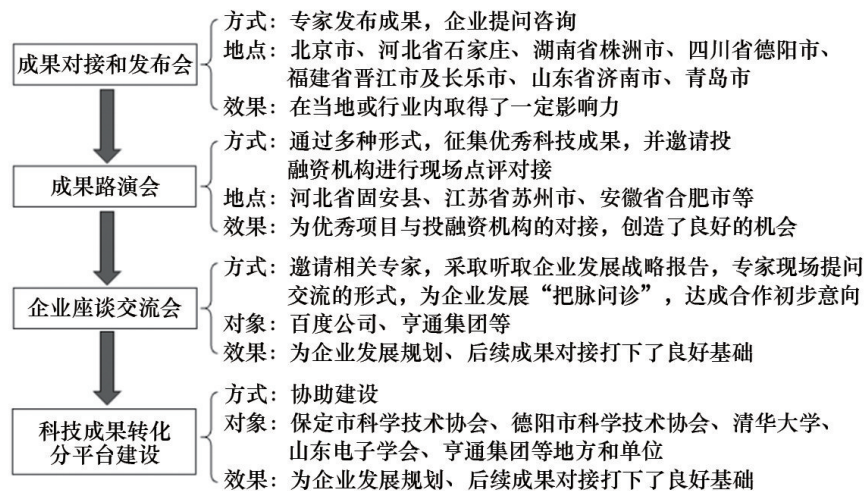 成果对接和发布会
方式：专家发布成果，企业提问咨询
地点：北京市、河北省石家庄、湖南省株洲市、四川省德阳市、
福建省晋江市及长乐市、山东省济南市、青岛市
效果：在当地或行业内取得了一定影响力
成果路演会
方式：通过多种形式，征集优秀科技成果，并邀请投
融资机构进行现场点评对接
地点：河北省固安县、江苏省苏州市、安徽省合肥市等
效果：为优秀项目与投融资机构的对接，创造了良好的机会
企业座谈交流会
方式：邀请相关专家，采取听取企业发展战略报告，专家现场提问
交流的形式，为企业发展“把脉问诊”，达成合作初步意向
对象：百度公司、亨通集团等
效果：为企业发展规划、后续成果对接打下了良好基础
科技成果转化
分平台建设
方式：协助建设
对象：保定市科学技术协会、德阳市科学技术协会、清华大学、
山东电子学会、亨通集团等地方和单位
效果：为企业发展规划、后续成果对接打下了良好基础